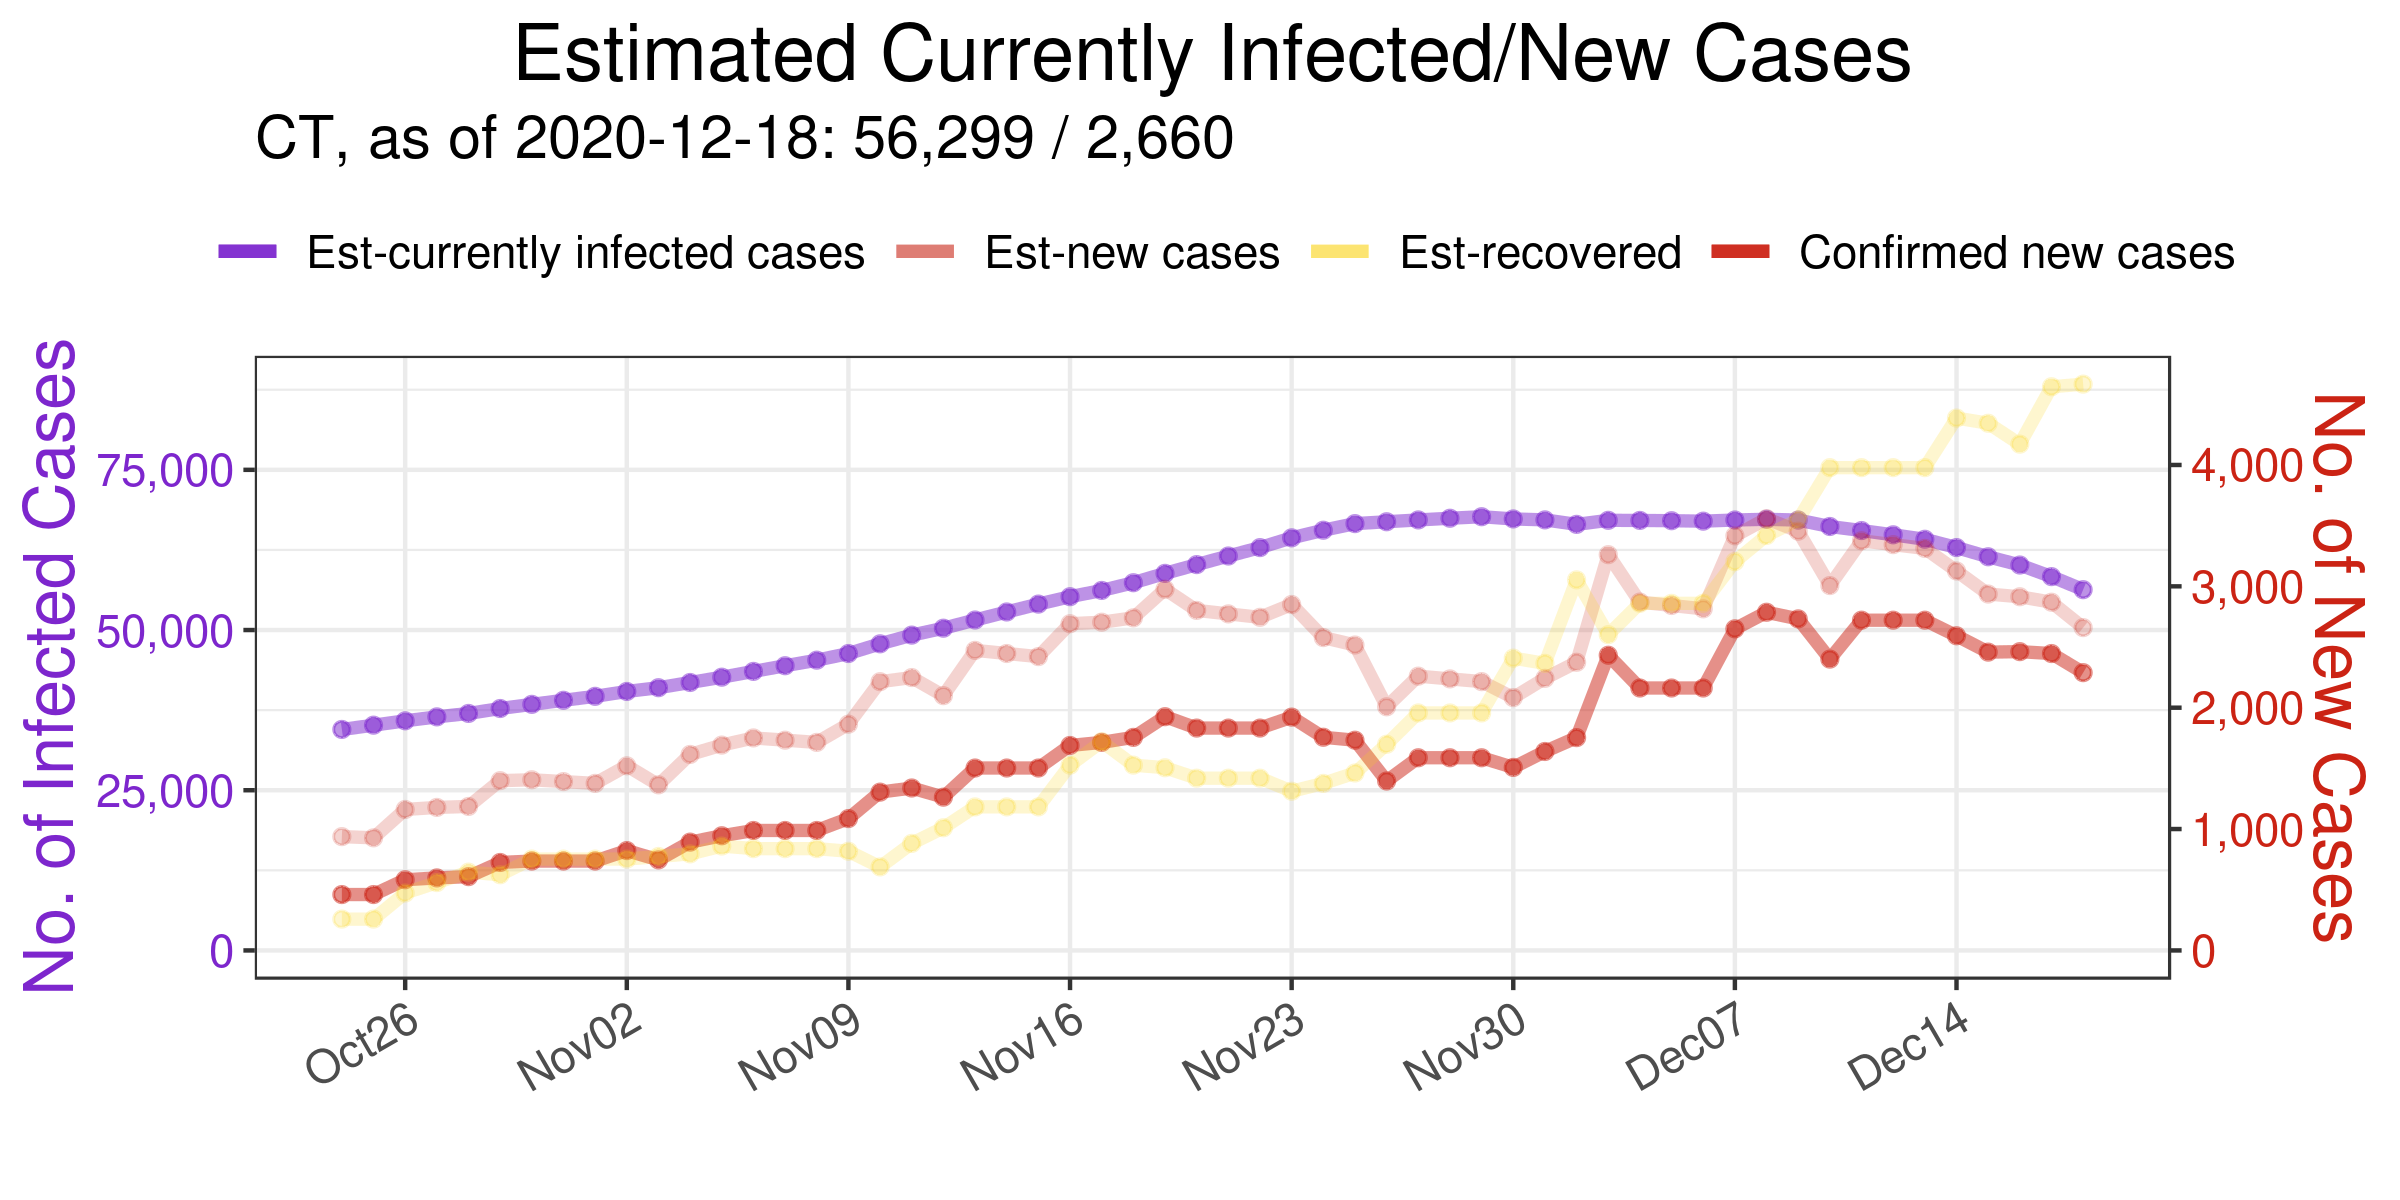 Estimated Currently Infected/New Cases
CT, as of 2020-12-18: 56,299 / 2,660
Est-currently infected cases Est-new cases Est-recovered Confirmed new cases
No. of Infected Cases
75,000
50,000
25,000
0
4,000
3,000
2,000
1,000
0
No. of New Cases
Oct26 Nov02 Nov09 Nov16 Nov23 Nov30 Dec07 Dec14